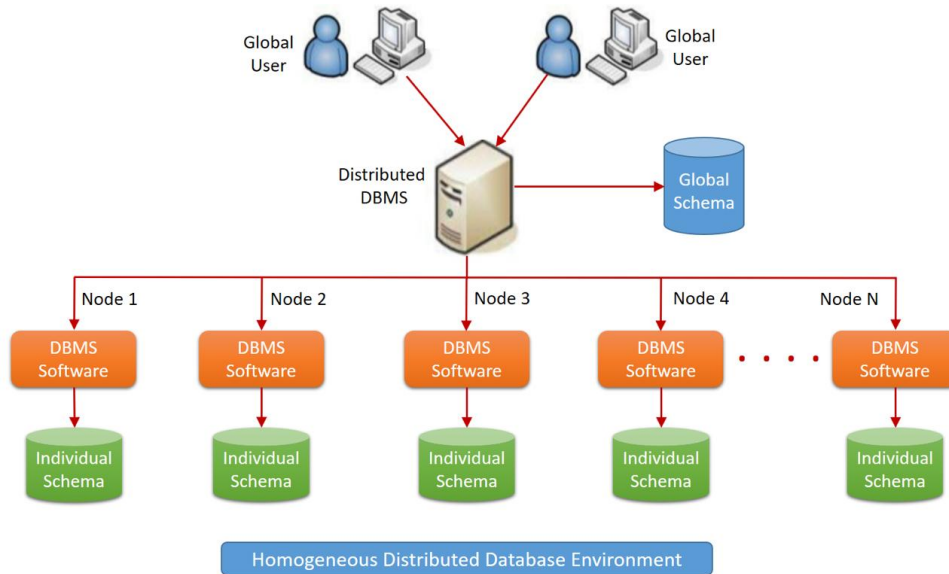 Global
User
Global
User
Distributed
DBMS
Global
Schema
Node 1
Node 2
Node 3
Node 4
Node N
DBMS
Software
DBMS
Software
DBMS
Software
DBMS
Software
DBMS
Software
Individual
Schema
Individual
Schema
Individual
Schema
Individual
Schema
Individual
Schema
Homogeneous Distributed Database Environment